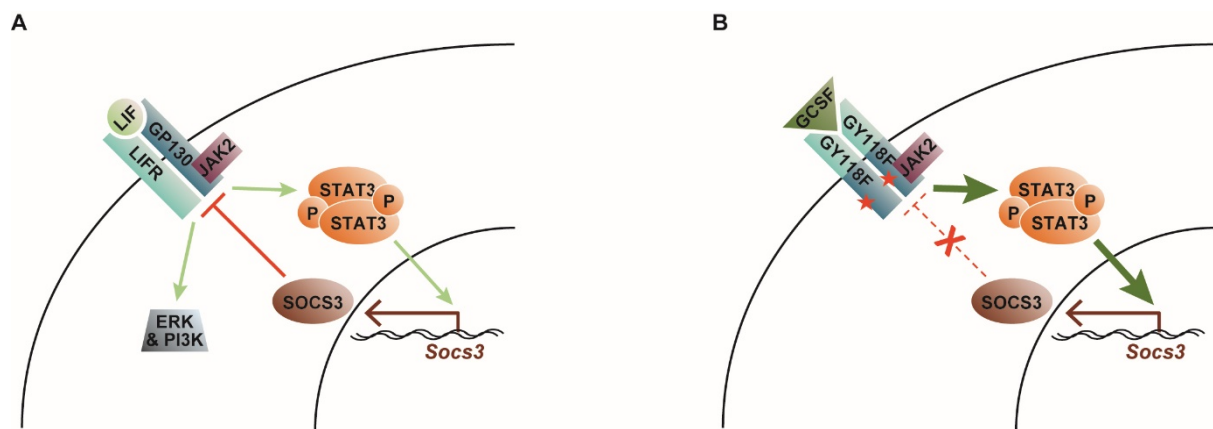 A
LIF
GP130
LIFR
JAK2
STAT3
P
P
STAT3
SOCS3
ERK
& PI3K
Socs3
B
GCSF
GY118F
GY118F
JAK2
STAT3
P
P
STAT3
SOCS3
Socs3